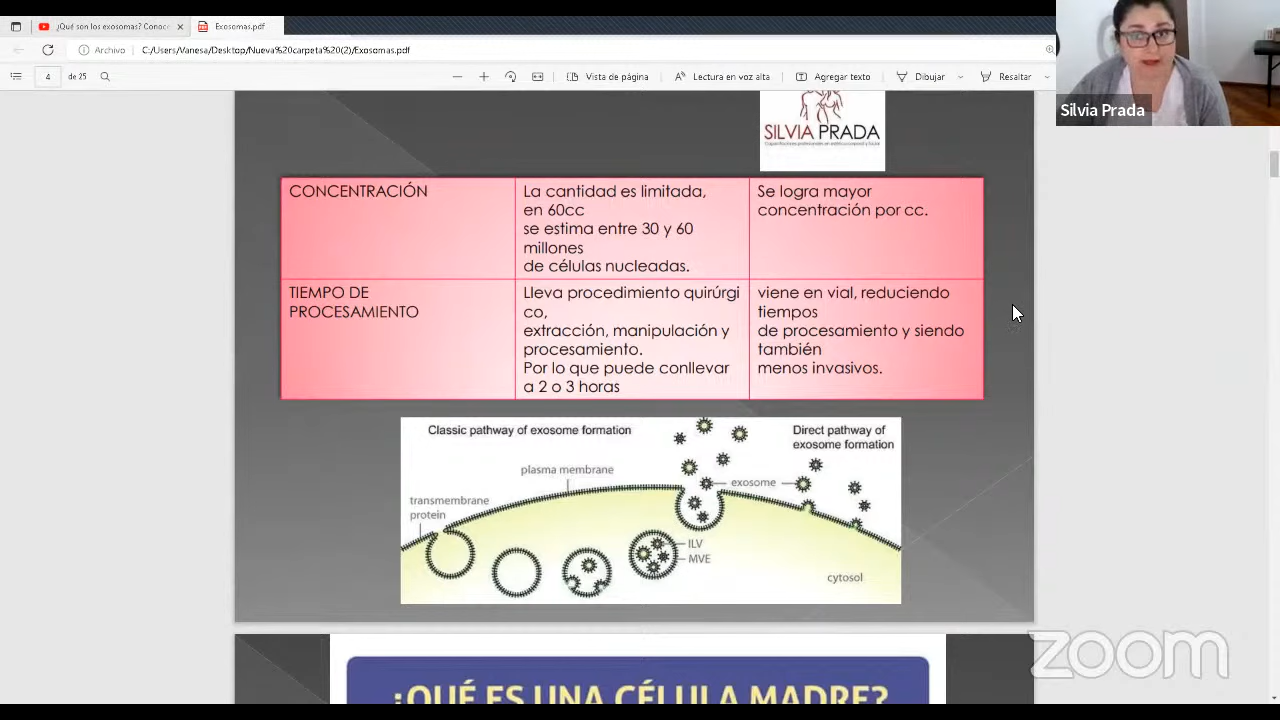 ¿Qué son los exosomas? Conoce
Exosomas.pdf
Archivo
C:/Users/Vanesa/Desktop/Nueva%20carpeta%20(2)/Exosomas.pdf
4
de 25
Vista de página
Lectura en voz alta
Agregar texto
Dibujar
Resaltar
Silvia Prada
SILVIA PRADA
CONCENTRACIÓN
La cantidad es limitada,
en 60cc
se estima entre 30 y 60
millones
de células nucleadas.
Se logra mayor
concentración por cc.
TIEMPO DE
PROCESAMIENTO
Lleva procedimiento quirúrgi
co,
extracción, manipulación y
procesamiento.
Por lo que puede conllevar
a 2 o 3 horas
viene en vial, reduciendo
tiempos
de procesamiento y siendo
también
menos invasivos.
Classic pathway of exosome formation
Direct pathway of
exosome formation
plasma membrane
exosome
transmembrane
protein
ILV
MVE
cytosol
zoom
¿QUÉ ES UNA CÉLULA MADRE?